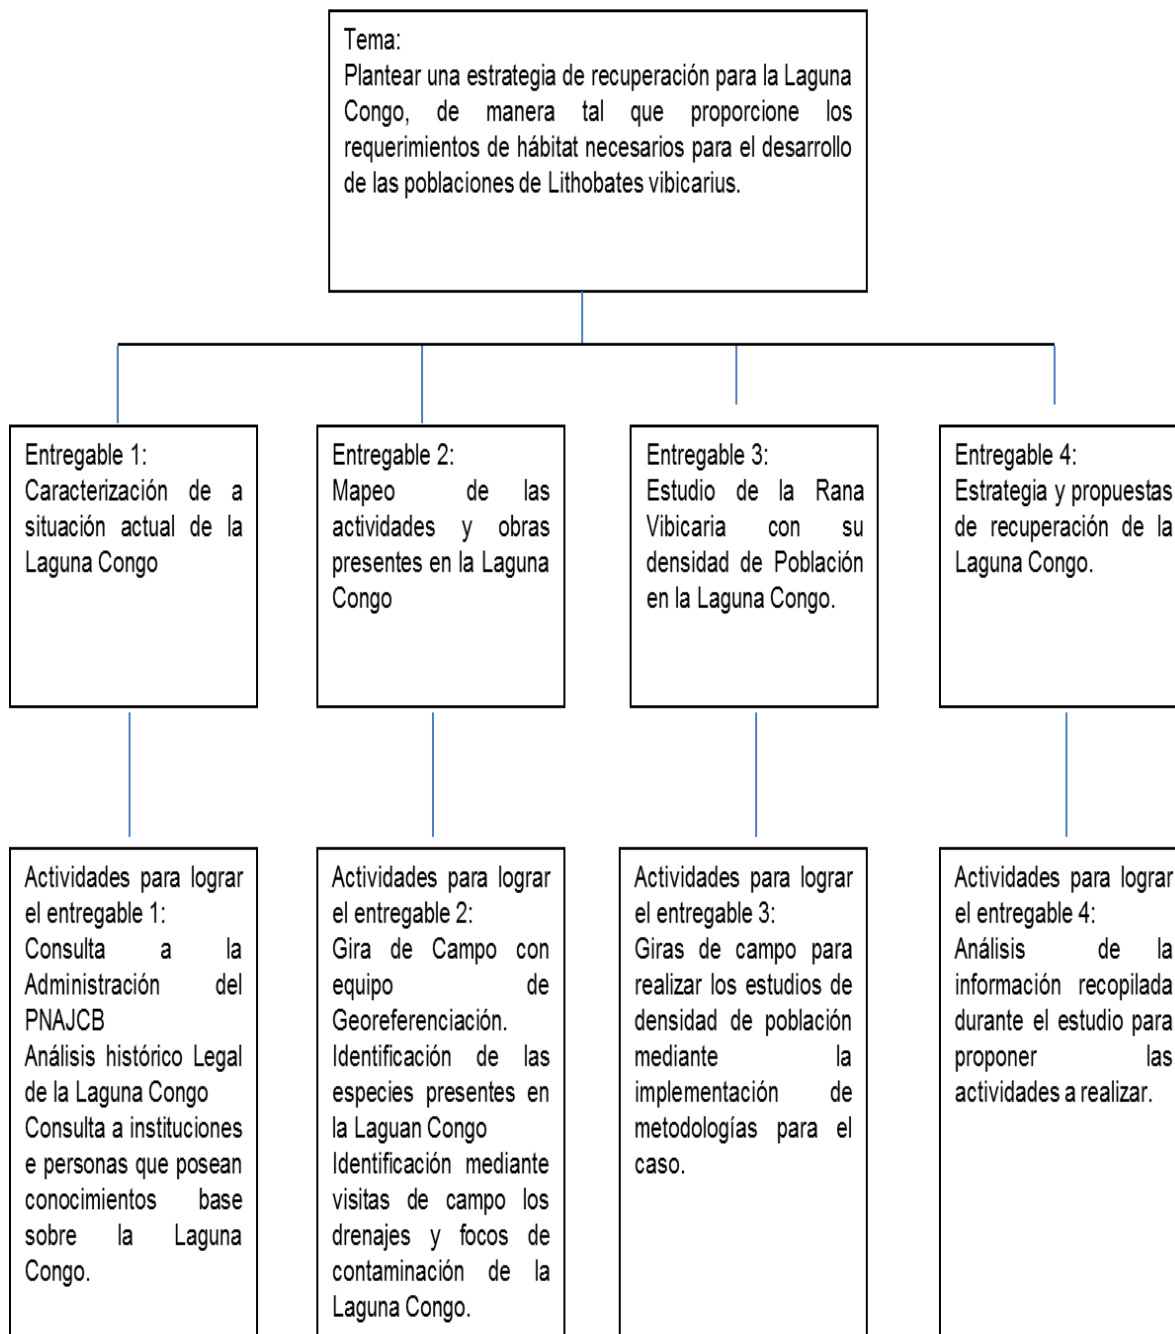 Tema:
Plantear una estrategia de recuperación para la Laguna
Congo, de manera tal que proporcione los
requerimientos de hábitat necesarios para el desarrollo
de las poblaciones de Lithobates vibicarius.
Entregable 1:
Caracterización de a
situación actual de la
Laguna Congo
Entregable 2:
Mapeo de las
actividades y obras
presentes en la Laguna
Congo
Entregable 3:
Estudio de la Rana
Vibicaria con su
densidad de Población
en la Laguna Congo.
Entregable 4:
Estrategia y propuestas
de recuperación de la
Laguna Congo.
Actividades para lograr
el entregable 1:
Consulta a la
Administración del
PNAJCB
Análisis histórico Legal
de la Laguna Congo
Consulta a instituciones
e personas que posean
conocimientos base
sobre la Laguna
Congo.
Actividades para lograr
el entregable 2:
Gira de Campo con
equipo de
Georeferenciación.
Identificación de las
especies presentes en
la Laguan Congo
Identificación mediante
visitas de campo los
drenajes y focos de
contaminación de la
Laguna Congo.
Actividades para lograr
el entregable 3:
Giras de campo para
realizar los estudios de
densidad de población
mediante la
implementación de
metodologías para el
caso.
Actividades para lograr
el entregable 4:
Análisis de la
información recopilada
durante el estudio para
proponer las
actividades a realizar.